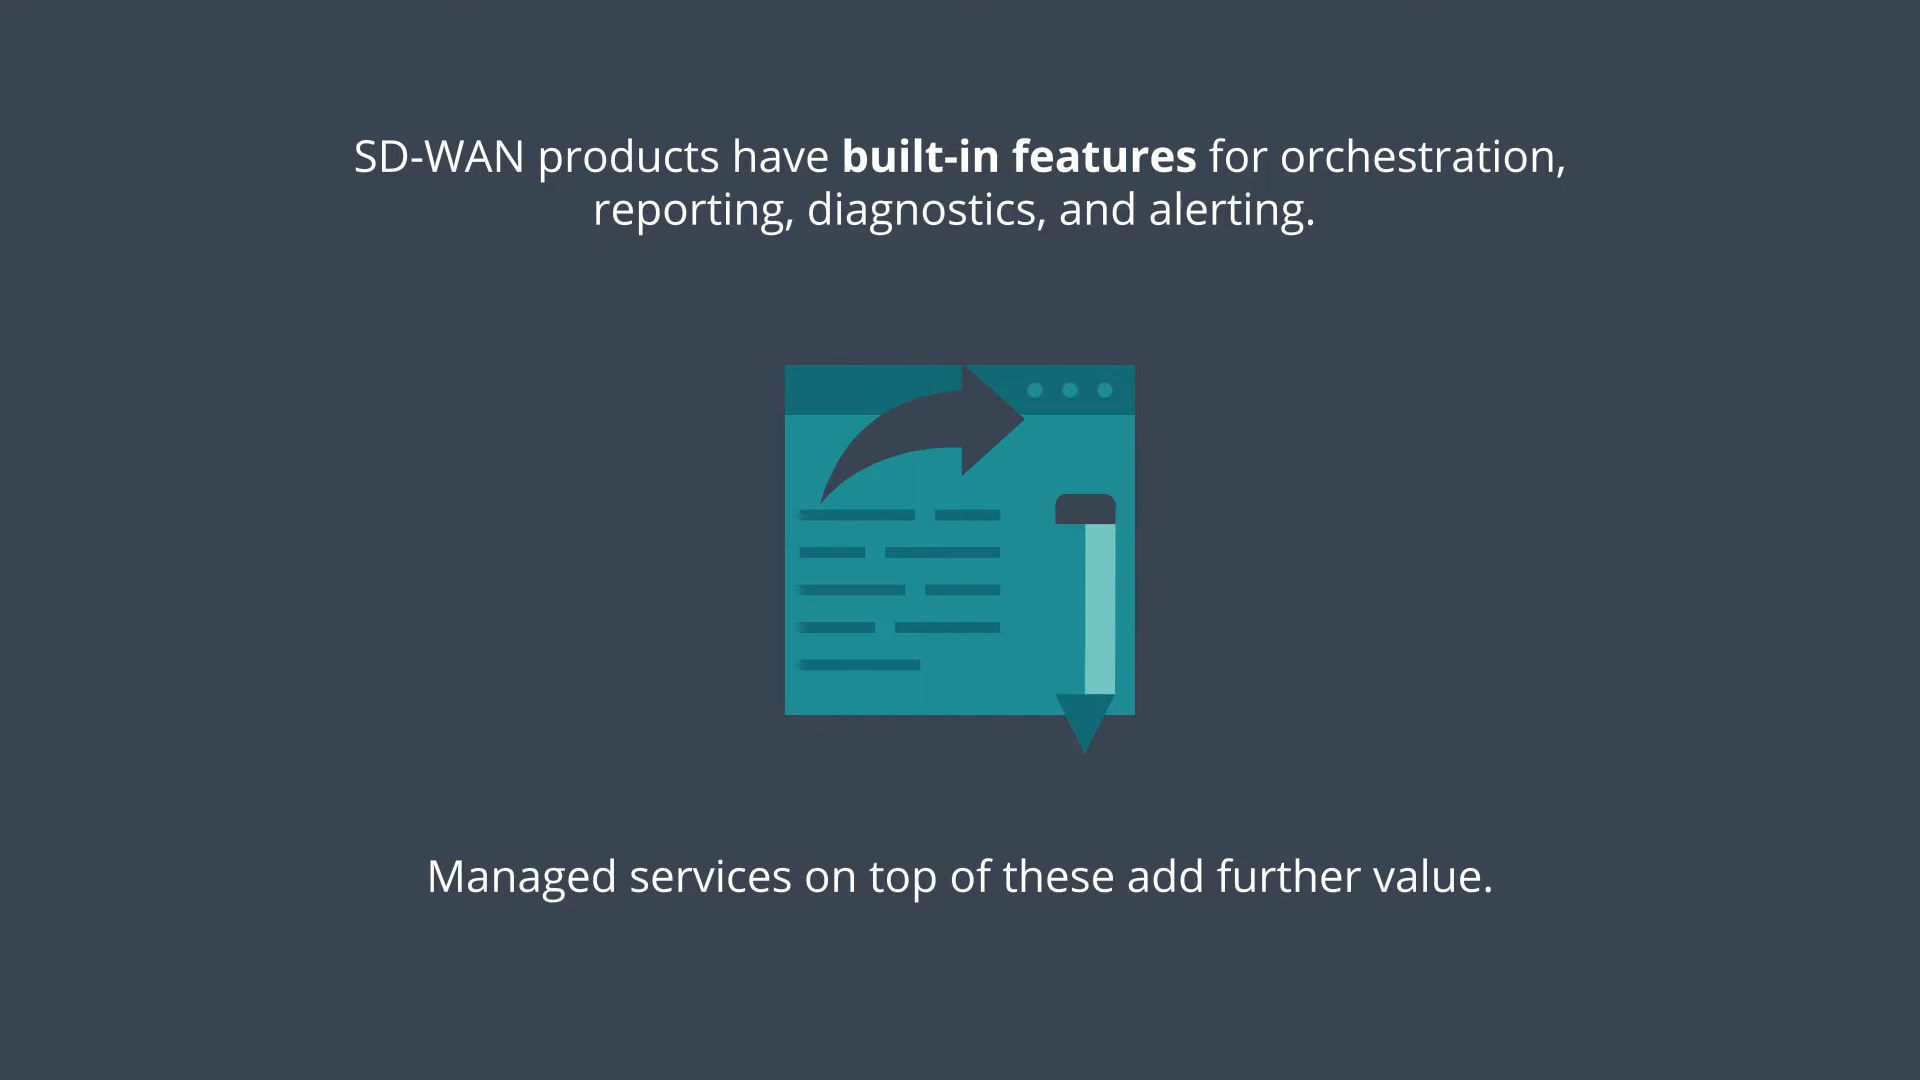 SD-WAN products have built-in features for orchestration,
reporting, diagnostics, and alerting.
Managed services on top of these add further value.